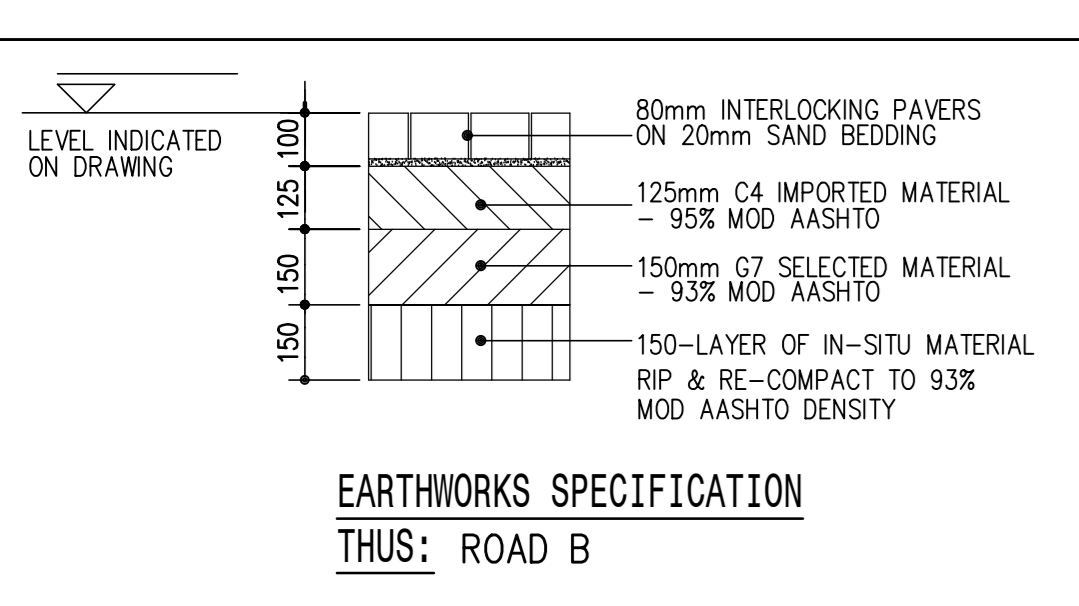 LEVEL INDICATED
ON DRAWING
100
125
150
150
80mm INTERLOCKING PAVERS
ON 20mm SAND BEDDING
125mm C4 IMPORTED MATERIAL
- 95% MOD AASHTO
150mm G7 SELECTED MATERIAL
- 93% MOD AASHTO
150-LAYER OF IN-SITU MATERIAL
RIP & RE-COMPACT TO 93%
MOD AASHTO DENSITY
EARTHWORKS SPECIFICATION
THUS: ROAD B